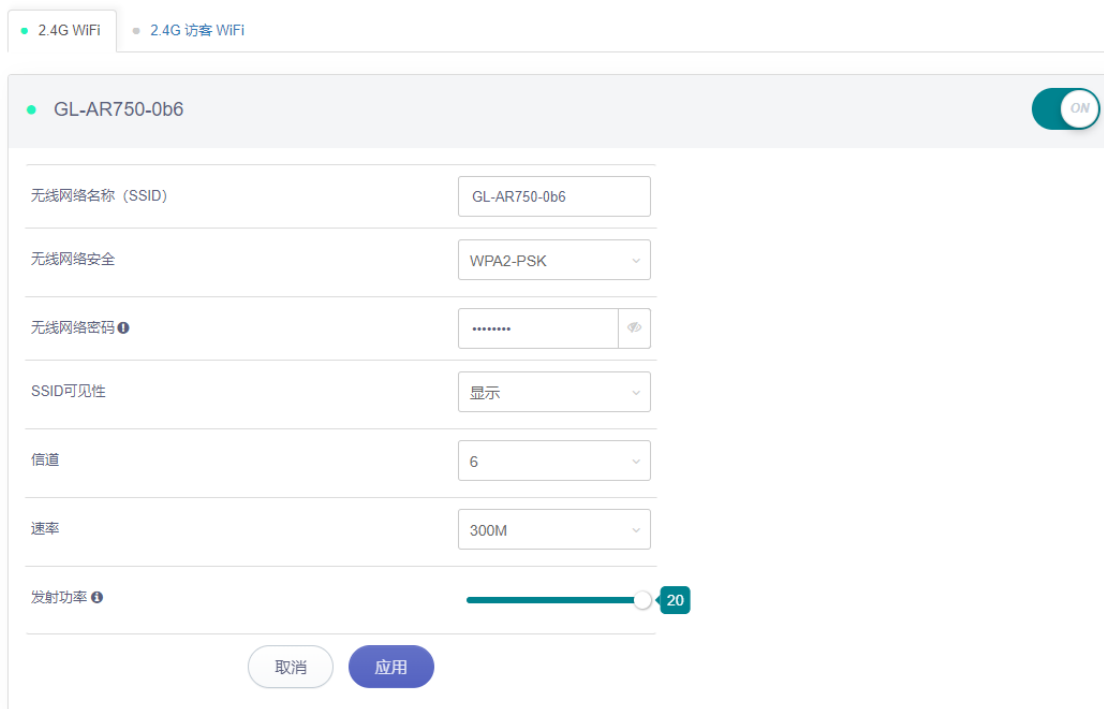 2.4G WiFi 2.4G 访客 WiFi
GL-AR750-0b6 ON
无线网络名称（SSID） GL-AR750-0b6
无线网络安全 WPA2-PSK
无线网络密码 ••••••••
SSID可见性 显示
信道 6
速率 300M
发射功率 20
取消 应用